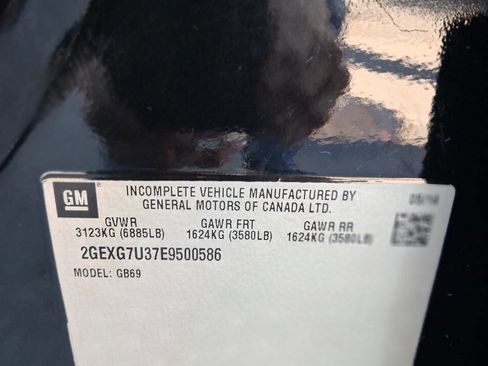 GM
INCOMPLETE VEHICLE MANUFACTURED BY
GENERAL MOTORS OF CANADA LTD.
GVWR GAWR FRT GAWR RR
3123KG (6885LB) 1624KG (3580LB) 1624KG (3580LB)
2GEXG7U37E9500586
MODEL: GB69